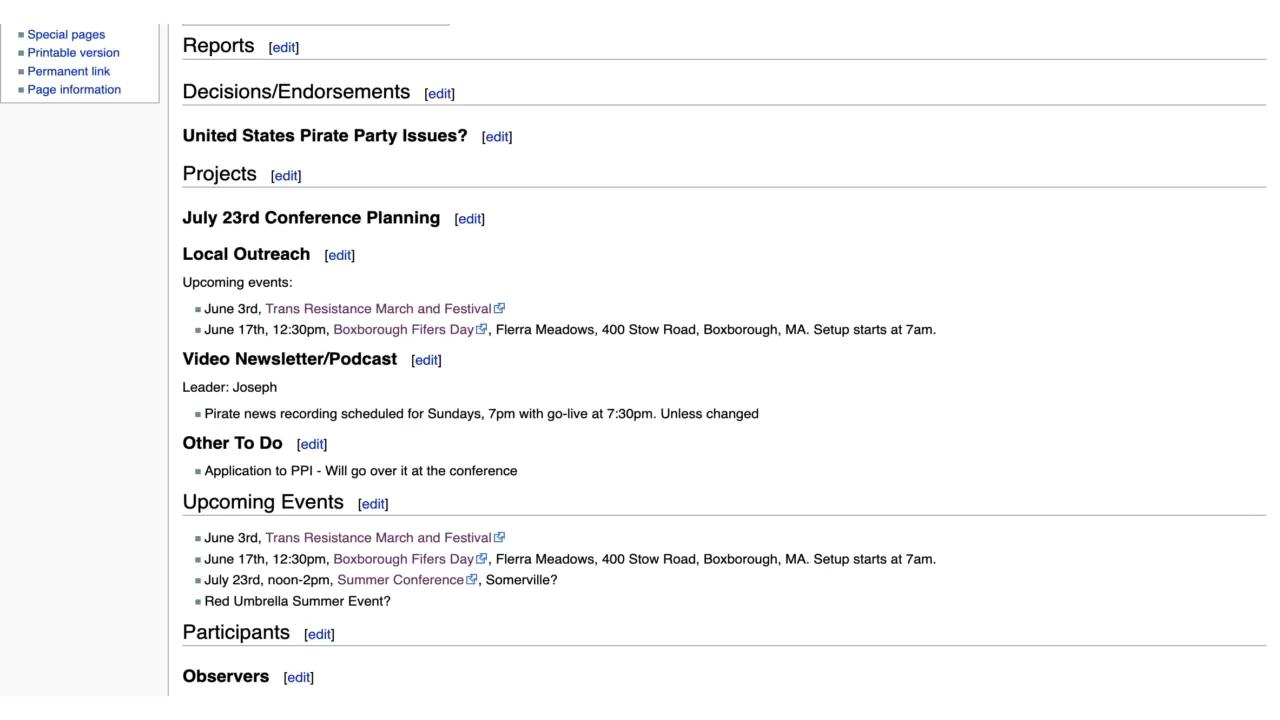 Special pages
Printable version
Permanent link
Page information
Reports [edit]
Decisions/Endorsements [edit]
United States Pirate Party Issues? [edit]
Projects [edit]
July 23rd Conference Planning [edit]
Local Outreach [edit]
Upcoming events:
June 3rd, Trans Resistance March and Festival
June 17th, 12:30pm, Boxborough Fifers Day, Flerra Meadows, 400 Stow Road, Boxborough, MA. Setup starts at 7am.
Video Newsletter/Podcast [edit]
Leader: Joseph
Pirate news recording scheduled for Sundays, 7pm with go-live at 7:30pm. Unless changed
Other To Do [edit]
Application to PPI - Will go over it at the conference
Upcoming Events [edit]
June 3rd, Trans Resistance March and Festival
June 17th, 12:30pm, Boxborough Fifers Day, Flerra Meadows, 400 Stow Road, Boxborough, MA. Setup starts at 7am.
July 23rd, noon-2pm, Summer Conference, Somerville?
Red Umbrella Summer Event?
Participants [edit]
Observers [edit]